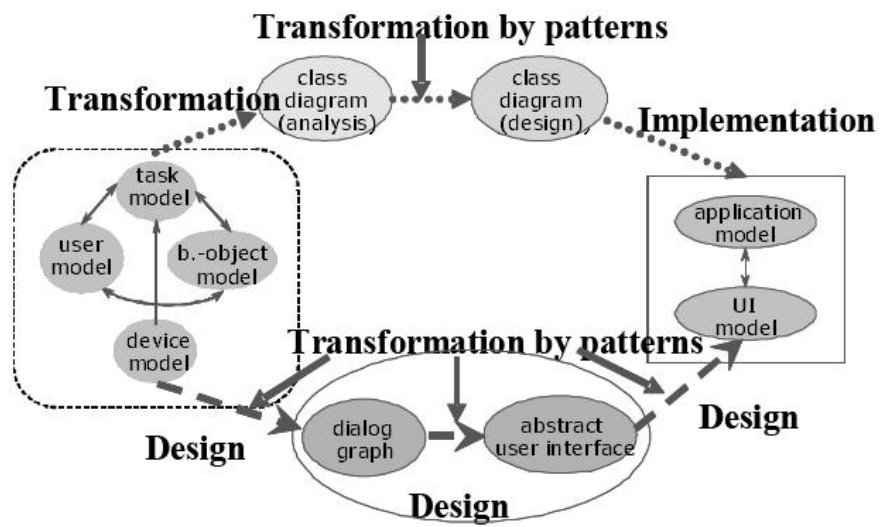 Transformation by patterns
class
diagram
(analysis)
class
diagram
(design)
Transformation
Implementation
task
model
user
model
b.-object
model
device
model
application
model
UI
model
Transformation by patterns
Design
dialog
graph
abstract
user interface
Design
Design